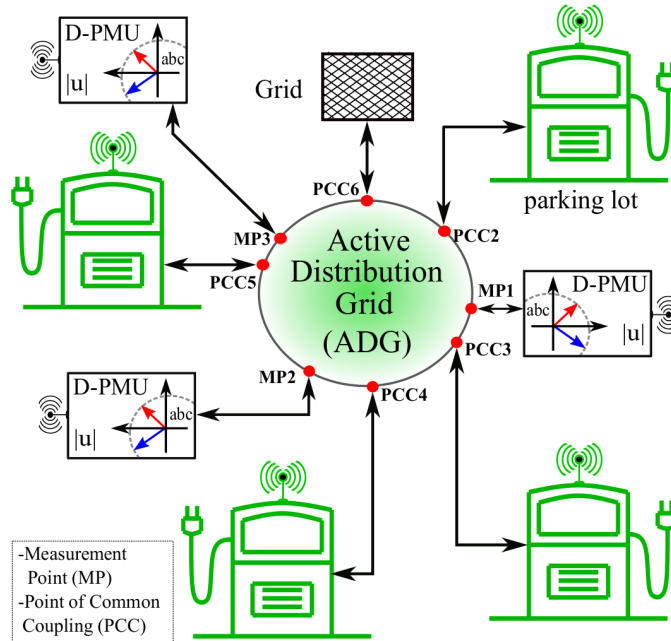 D-PMU
abc
|u|
Grid
parking lot
PCC6
PCC2
MP3
PCC5
Active
Distribution
Grid
(ADG)
MP1
D-PMU
abc
|u|
PCC3
MP2
PCC4
D-PMU
abc
|u|
-Measurement
Point (MP)
-Point of Common
Coupling (PCC)